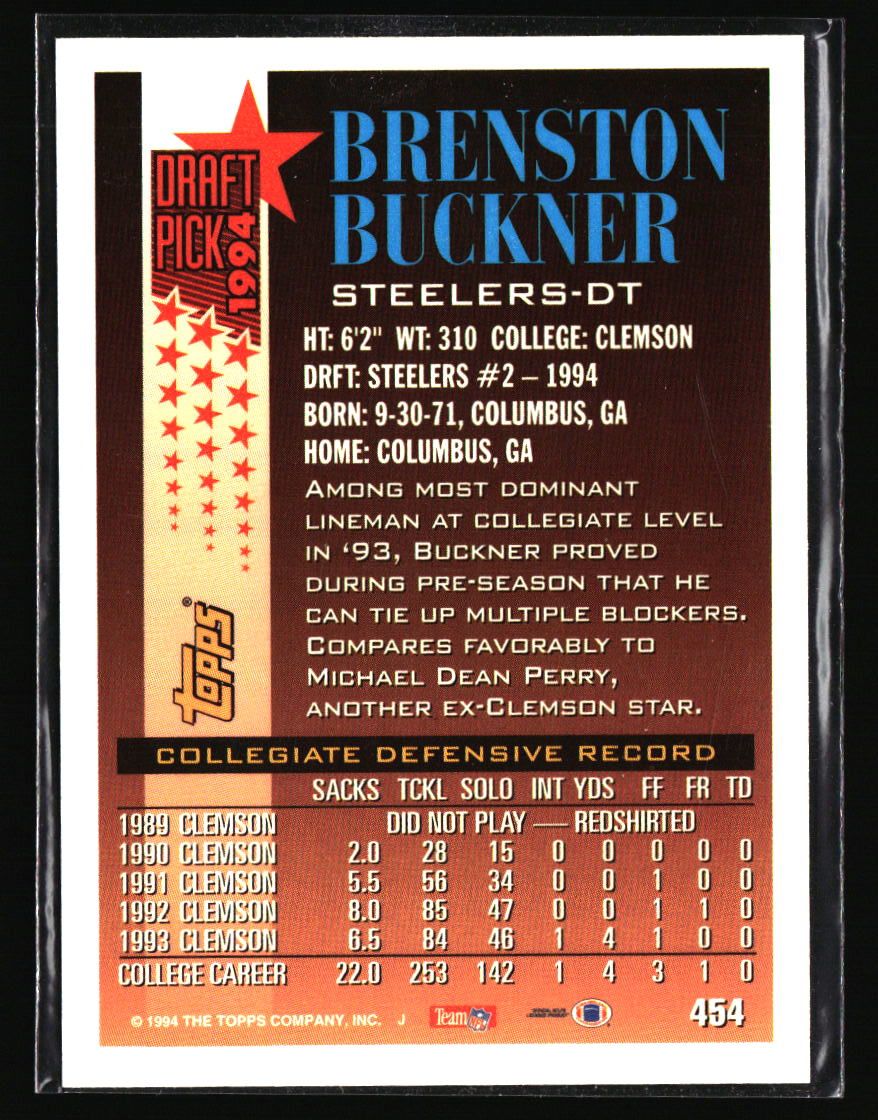 DRAFT
PICK
1994
BRENSTON
BUCKNER
STEELERS-DT
HT: 6'2" WT: 310 COLLEGE: CLEMSON
DRFT: STEELERS #2 – 1994
BORN: 9-30-71, COLUMBUS, GA
HOME: COLUMBUS, GA
AMONG MOST DOMINANT
LINEMAN AT COLLEGIATE LEVEL
IN '93, BUCKNER PROVED
DURING PRE-SEASON THAT HE
CAN TIE UP MULTIPLE BLOCKERS.
COMPARES FAVORABLY TO
MICHAEL DEAN PERRY,
ANOTHER EX-CLEMSON STAR.
Topps®
COLLEGIATE DEFENSIVE RECORD
SACKS TCKL SOLO INT YDS FF FR TD
1989 CLEMSON DID NOT PLAY — REDSHIRTED
1990 CLEMSON 2.0 28 15 0 0 0 0 0
1991 CLEMSON 5.5 56 34 0 0 1 0 0
1992 CLEMSON 8.0 85 47 0 0 1 1 0
1993 CLEMSON 6.5 84 46 1 4 1 0 0
COLLEGE CAREER 22.0 253 142 1 4 3 1 0
© 1994 THE TOPPS COMPANY, INC. J Team NFL 454